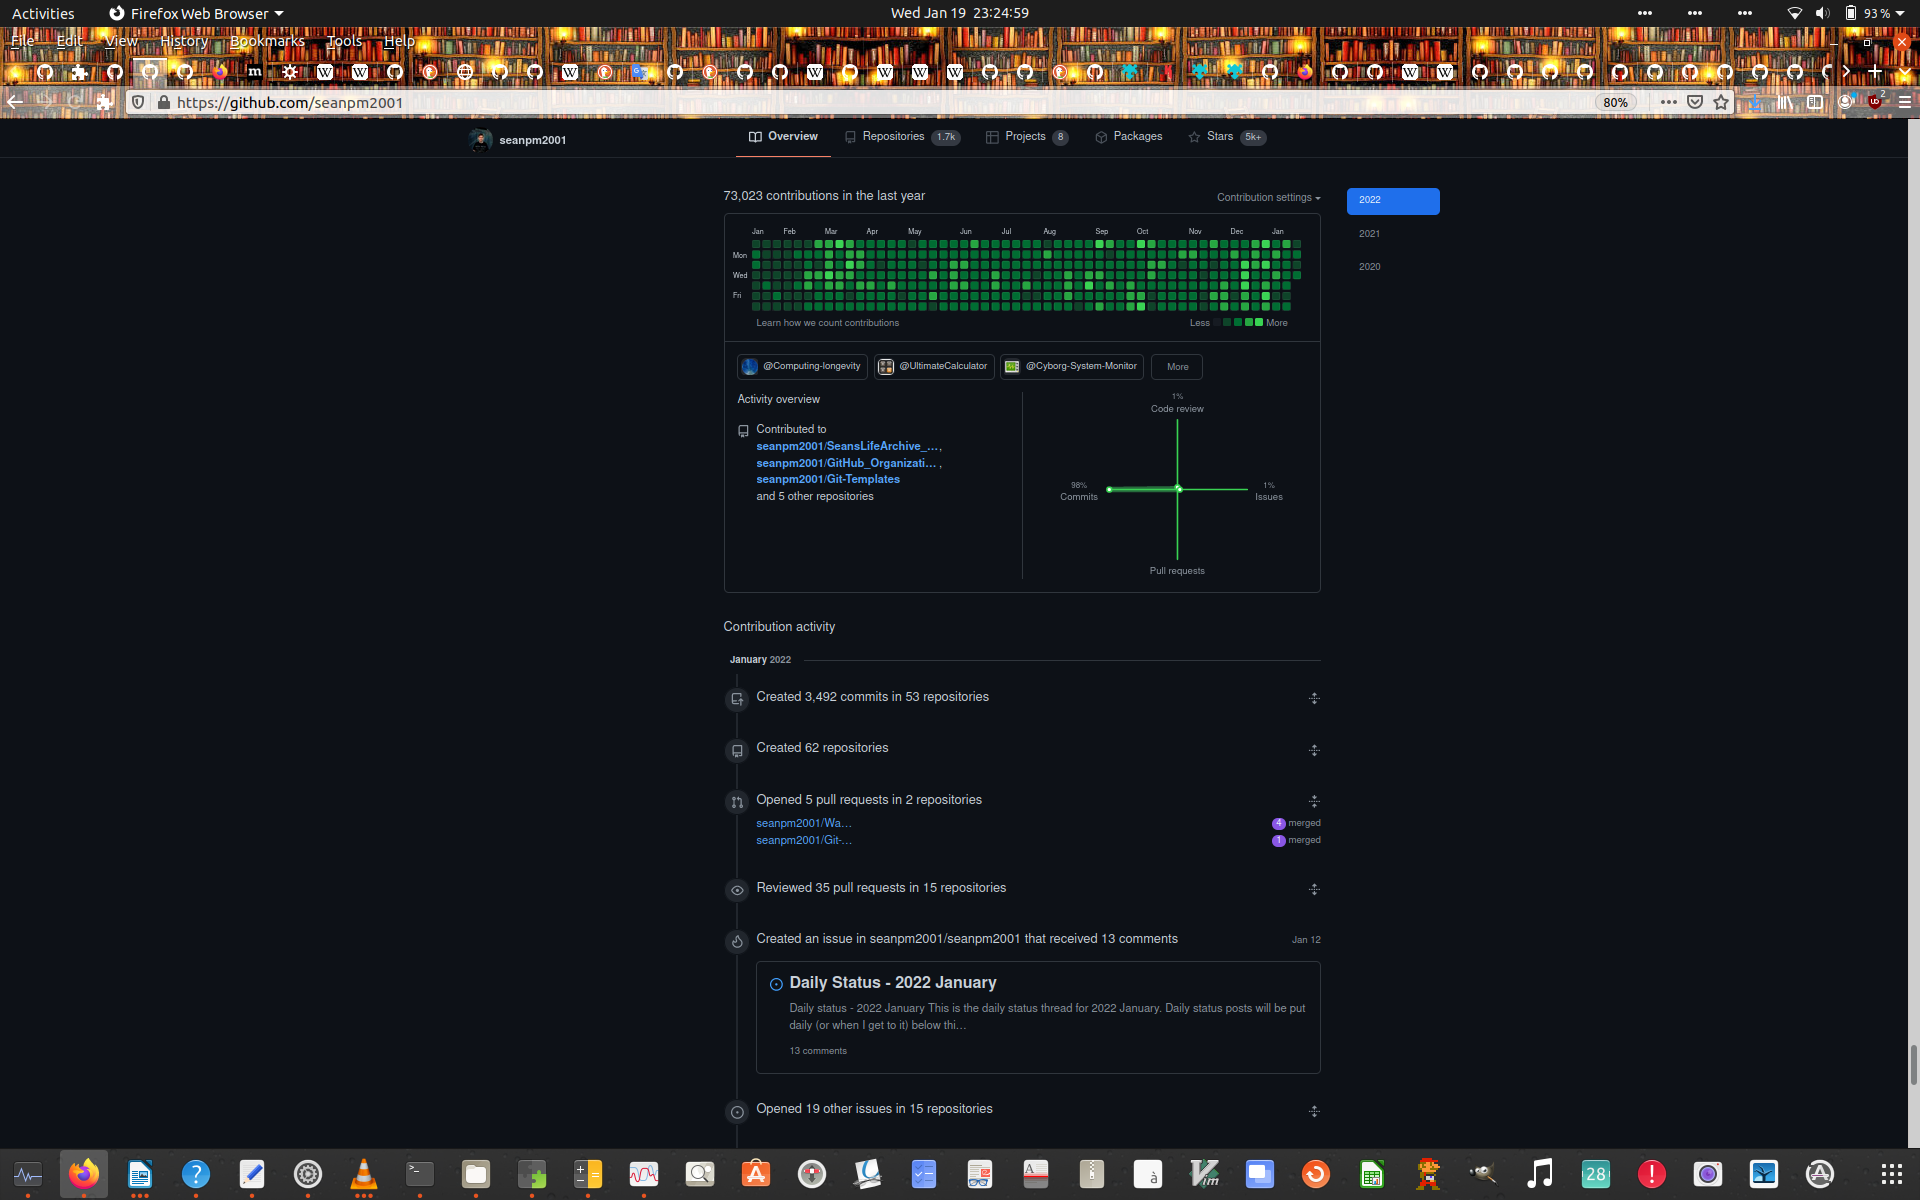 Activities
Firefox Web Browser
Wed Jan 19 23:24:59
93 %
File Edit View History Bookmarks Tools Help
https://github.com/seanpm2001
80%
2
seanpm2001
Overview
Repositories 1.7k
Projects 8
Packages
Stars 5k+
73,023 contributions in the last year
Contribution settings
2022
2021
2020
Jan Feb Mar Apr May Jun Jul Aug Sep Oct Nov Dec Jan
Mon
Wed
Fri
Learn how we count contributions
Less More
@Computing-longevity
@UltimateCalculator
@Cyborg-System-Monitor
More
Activity overview
Contributed to
seanpm2001/SeansLifeArchive_…,
seanpm2001/GitHub_Organizati… ,
seanpm2001/Git-Templates
and 5 other repositories
1%
Code review
98%
Commits
1%
Issues
Pull requests
Contribution activity
January 2022
Created 3,492 commits in 53 repositories
Created 62 repositories
Opened 5 pull requests in 2 repositories
seanpm2001/Wa… 4 merged
seanpm2001/Git-… 1 merged
Reviewed 35 pull requests in 15 repositories
Created an issue in seanpm2001/seanpm2001 that received 13 comments Jan 12
Daily Status - 2022 January
Daily status - 2022 January This is the daily status thread for 2022 January. Daily status posts will be put
daily (or when I get to it) below thi…
13 comments
Opened 19 other issues in 15 repositories
28